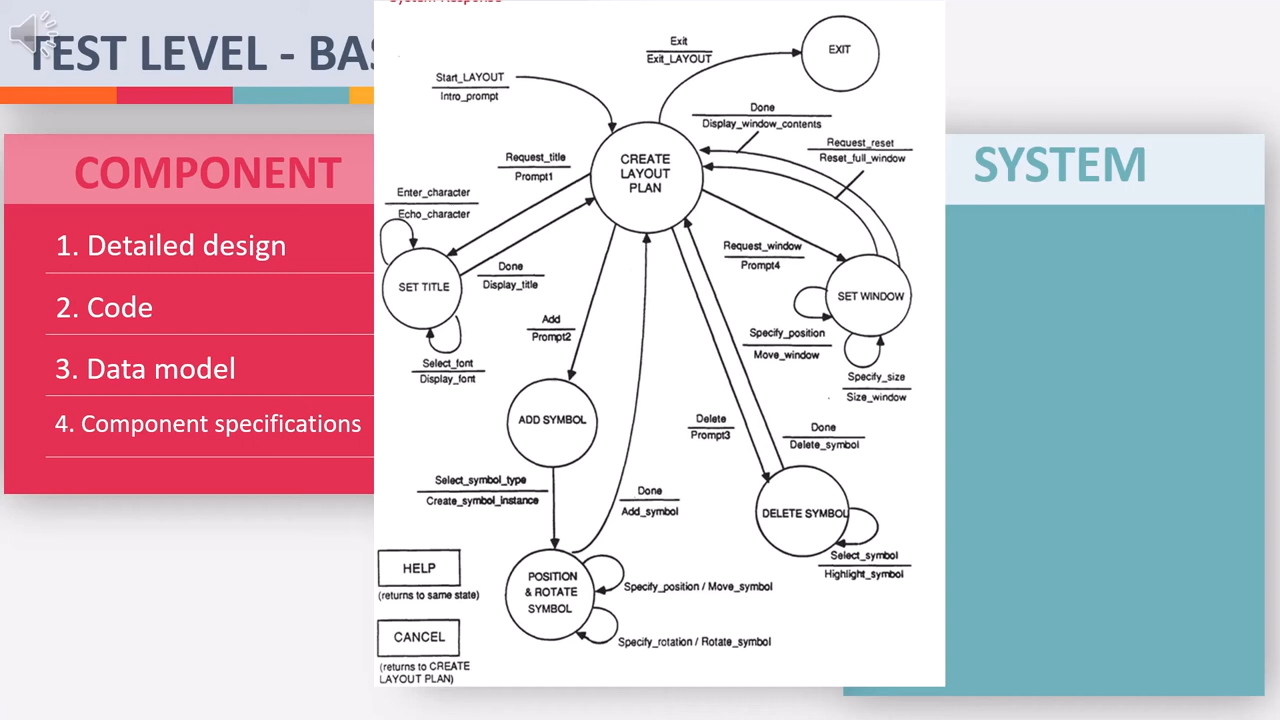 TEST LEVEL - BAS
COMPONENT
1. Detailed design
2. Code
3. Data model
4. Component specifications
SYSTEM
System Response
Exit
Exit_LAYOUT
EXIT
Start_LAYOUT
Intro_prompt
Done
Display_window_contents
Request_reset
Reset_full_window
CREATE
LAYOUT
PLAN
Request_title
Prompt1
Enter_character
Echo_character
Request_window
Prompt4
Done
Display_title
SET TITLE
SET WINDOW
Add
Prompt2
Specify_position
Move_window
Select_font
Display_font
Specify_size
Size_window
ADD SYMBOL
Delete
Prompt3
Done
Delete_symbol
Select_symbol_type
Create_symbol_instance
Done
Add_symbol
DELETE SYMBOL
Select_symbol
Highlight_symbol
HELP
(returns to same state)
POSITION
& ROTATE
SYMBOL
Specify_position / Move_symbol
CANCEL
(returns to CREATE
LAYOUT PLAN)
Specify_rotation / Rotate_symbol